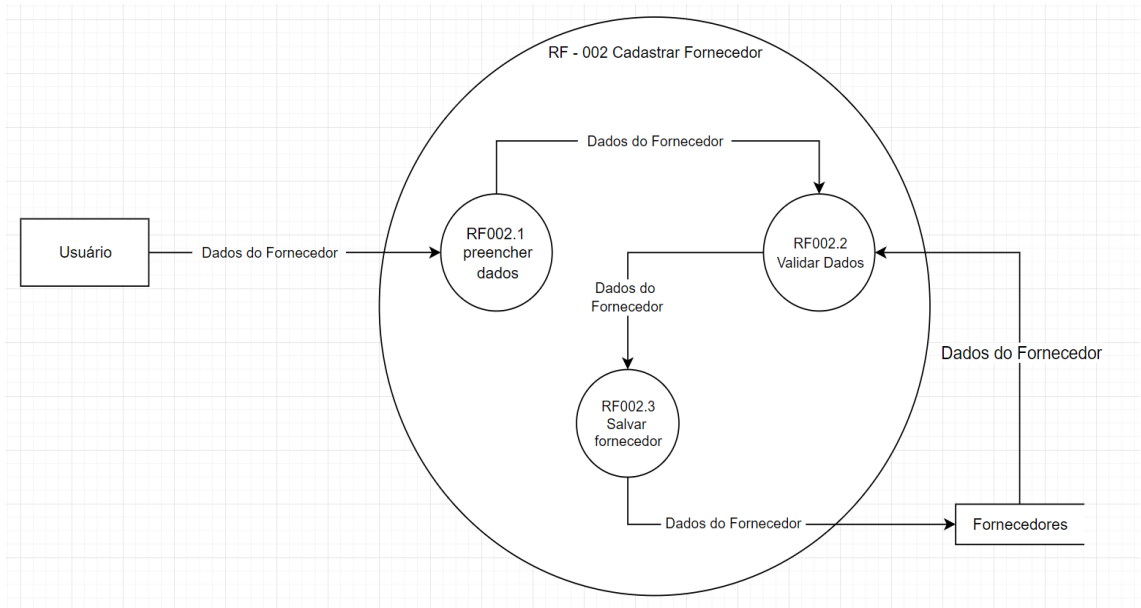 RF - 002 Cadastrar Fornecedor
Dados do Fornecedor
Usuário
Dados do Fornecedor
RF002.1
preencher
dados
RF002.2
Validar Dados
Dados do
Fornecedor
Dados do Fornecedor
RF002.3
Salvar
fornecedor
Dados do Fornecedor
Fornecedores